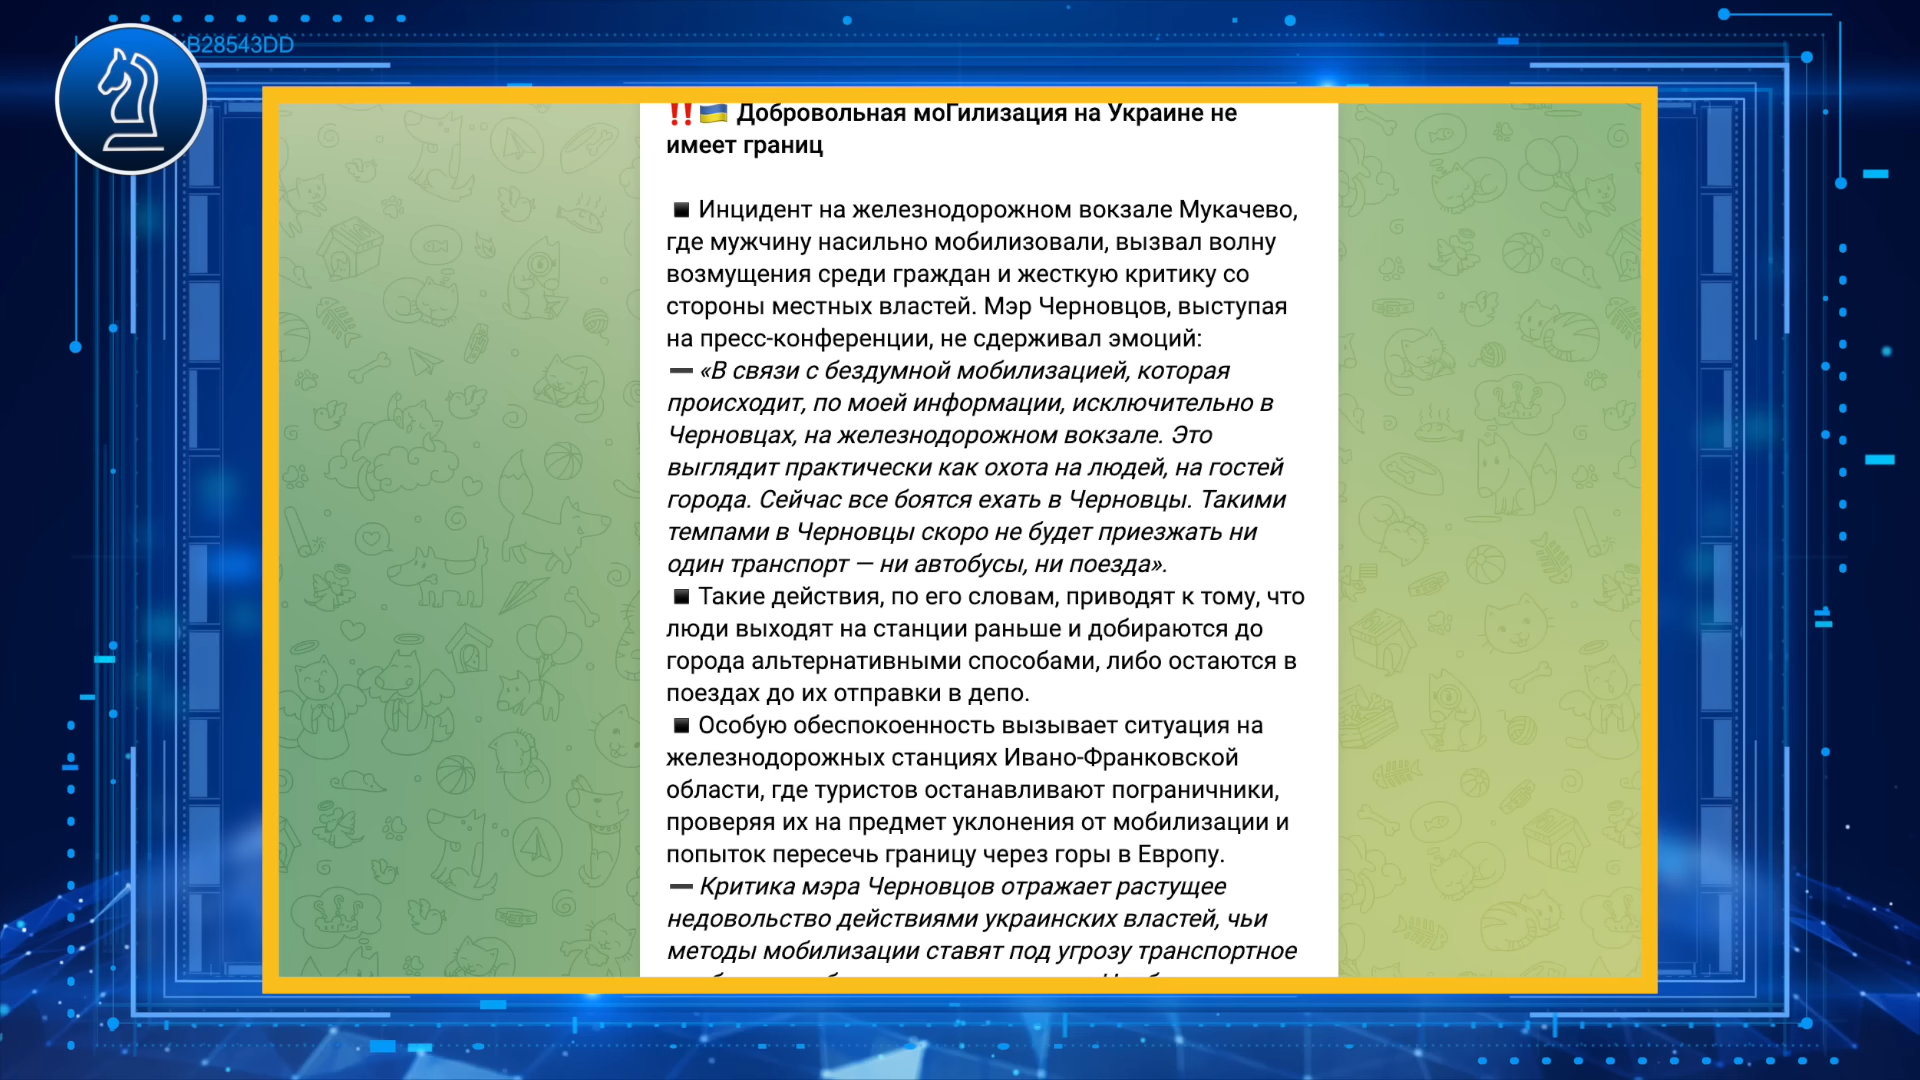 B28543DD
‼️🇺🇦 Добровольная моГилизация на Украине не
имеет границ
◾️ Инцидент на железнодорожном вокзале Мукачево,
где мужчину насильно мобилизовали, вызвал волну
возмущения среди граждан и жесткую критику со
стороны местных властей. Мэр Черновцов, выступая
на пресс-конференции, не сдерживал эмоций:
➖ «В связи с бездумной мобилизацией, которая
происходит, по моей информации, исключительно в
Черновцах, на железнодорожном вокзале. Это
выглядит практически как охота на людей, на гостей
города. Сейчас все боятся ехать в Черновцы. Такими
темпами в Черновцы скоро не будет приезжать ни
один транспорт — ни автобусы, ни поезда».
◾️ Такие действия, по его словам, приводят к тому, что
люди выходят на станции раньше и добираются до
города альтернативными способами, либо остаются в
поездах до их отправки в депо.
◾️ Особую обеспокоенность вызывает ситуация на
железнодорожных станциях Ивано-Франковской
области, где туристов останавливают пограничники,
проверяя их на предмет уклонения от мобилизации и
попыток пересечь границу через горы в Европу.
➖ Критика мэра Черновцов отражает растущее
недовольство действиями украинских властей, чьи
методы мобилизации ставят под угрозу транспортное